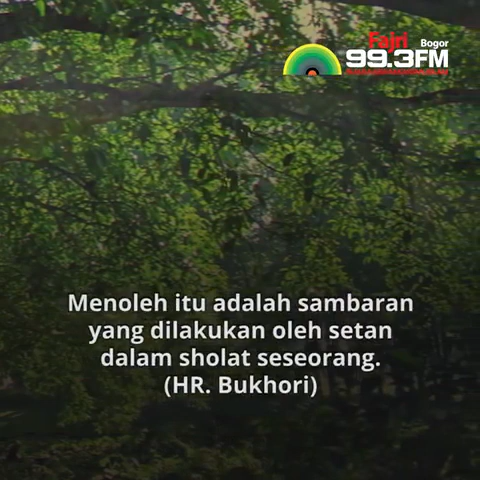 Fajri Bogor
99.3FM
Menoleh itu adalah sambaran
yang dilakukan oleh setan
dalam sholat seseorang.
(HR. Bukhori)